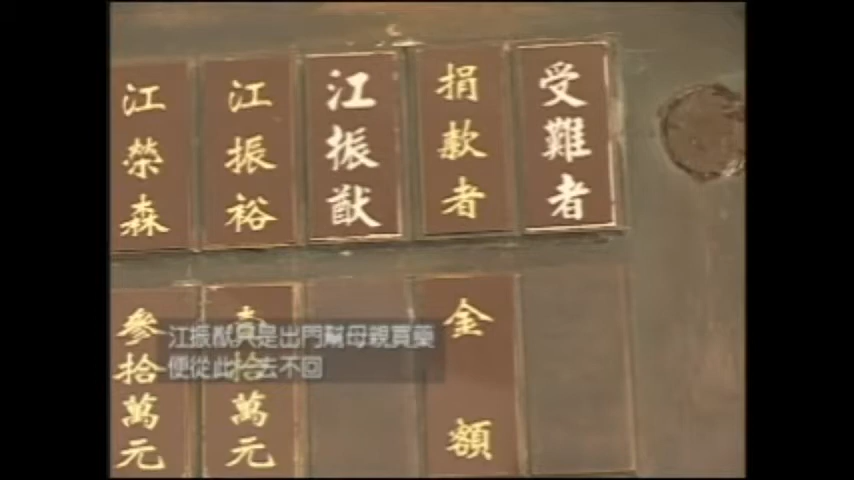 受難者
捐款者
江振猷
江振裕
江榮森
金額
拾萬元
參拾萬元
江振猷只是出門幫母親買藥
便從此一去不回